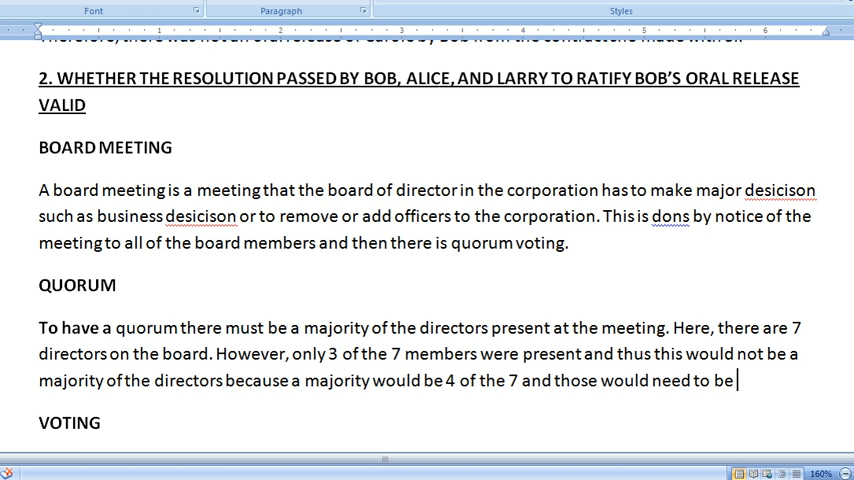 Font Paragraph Styles
1 2 3 4 5 6
2. WHETHER THE RESOLUTION PASSED BY BOB, ALICE, AND LARRY TO RATIFY BOB'S ORAL RELEASE
VALID
BOARD MEETING
A board meeting is a meeting that the board of director in the corporation has to make major desicison
such as business desicison or to remove or add officers to the corporation. This is dons by notice of the
meeting to all of the board members and then there is quorum voting.
QUORUM
To have a quorum there must be a majority of the directors present at the meeting. Here, there are 7
directors on the board. However, only 3 of the 7 members were present and thus this would not be a
majority of the directors because a majority would be 4 of the 7 and those would need to be
VOTING
160%